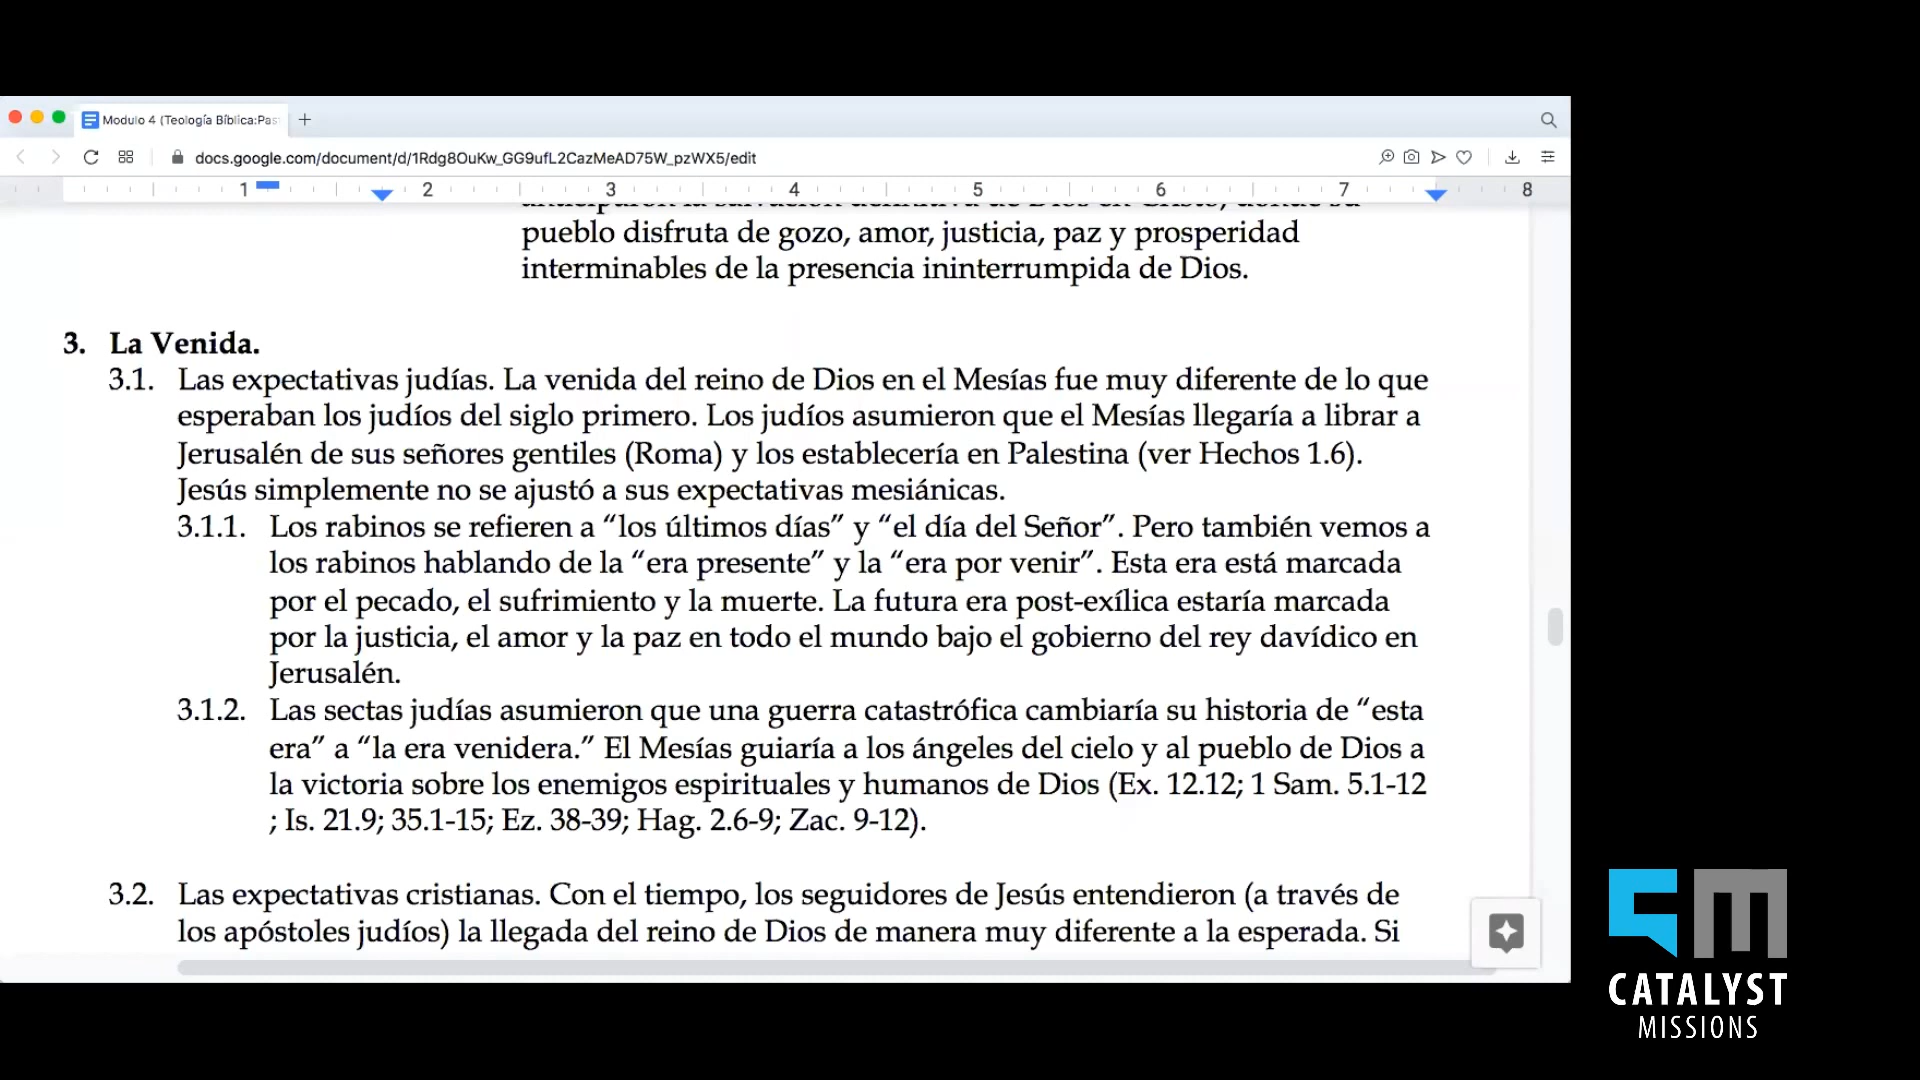 Modulo 4 (Teología Bíblica:Pas
docs.google.com/document/d/1Rdg8OuKw_GG9ufL2CazMeAD75W_pzWX5/edit
1 2 3 4 5 6 7 8
anticiparon la salvación definitiva de Dios en Cristo, donde su
pueblo disfruta de gozo, amor, justicia, paz y prosperidad
interminables de la presencia ininterrumpida de Dios.
3. La Venida.
3.1. Las expectativas judías. La venida del reino de Dios en el Mesías fue muy diferente de lo que
esperaban los judíos del siglo primero. Los judíos asumieron que el Mesías llegaría a librar a
Jerusalén de sus señores gentiles (Roma) y los establecería en Palestina (ver Hechos 1.6).
Jesús simplemente no se ajustó a sus expectativas mesiánicas.
3.1.1. Los rabinos se refieren a “los últimos días” y “el día del Señor”. Pero también vemos a
los rabinos hablando de la “era presente” y la “era por venir”. Esta era está marcada
por el pecado, el sufrimiento y la muerte. La futura era post-exílica estaría marcada
por la justicia, el amor y la paz en todo el mundo bajo el gobierno del rey davídico en
Jerusalén.
3.1.2. Las sectas judías asumieron que una guerra catastrófica cambiaría su historia de “esta
era” a “la era venidera.” El Mesías guiaría a los ángeles del cielo y al pueblo de Dios a
la victoria sobre los enemigos espirituales y humanos de Dios (Ex. 12.12; 1 Sam. 5.1-12
; Is. 21.9; 35.1-15; Ez. 38-39; Hag. 2.6-9; Zac. 9-12).
3.2. Las expectativas cristianas. Con el tiempo, los seguidores de Jesús entendieron (a través de
los apóstoles judíos) la llegada del reino de Dios de manera muy diferente a la esperada. Si
CATALYST
MISSIONS